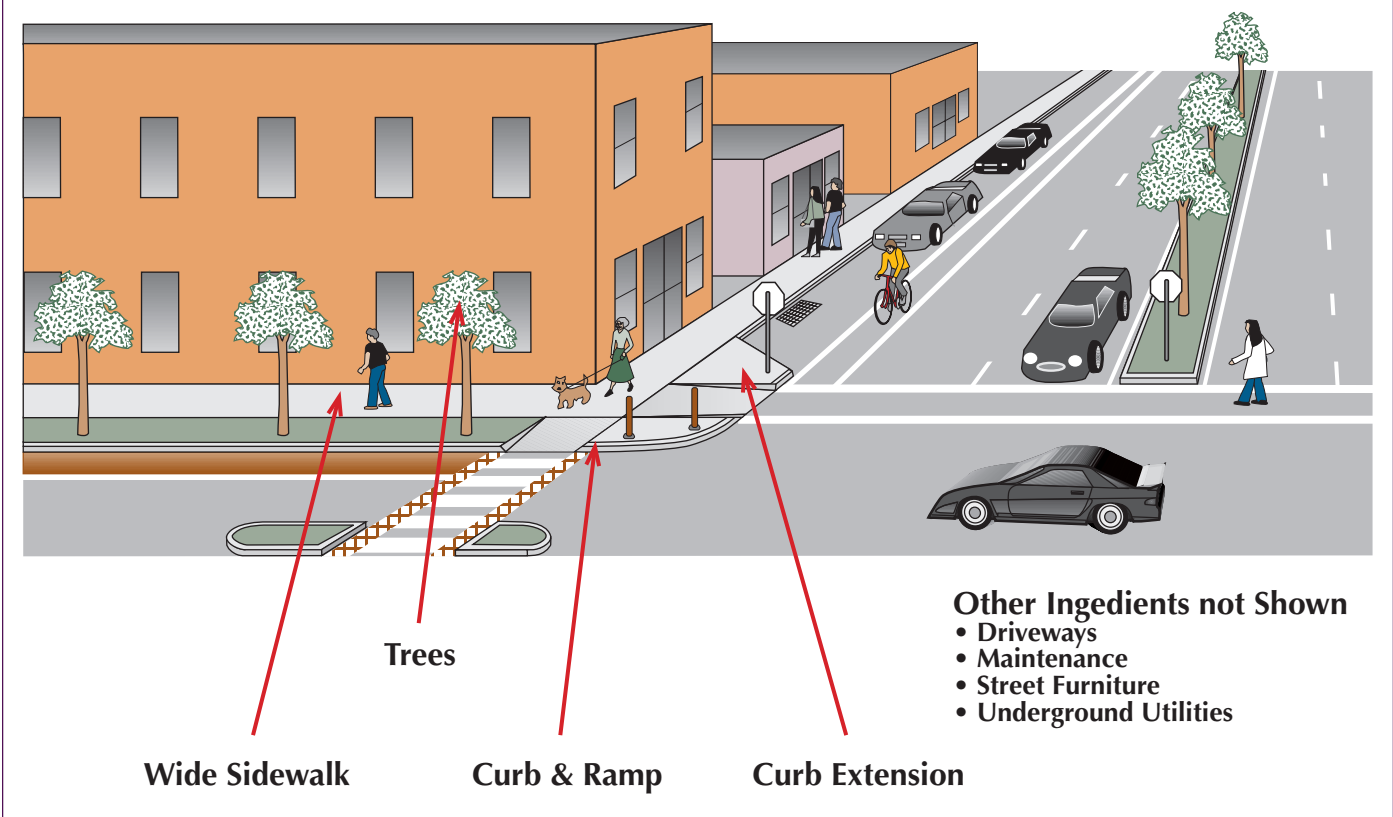 Other Ingedients not Shown
• Driveways
• Maintenance
• Street Furniture
• Underground Utilities
Trees
Wide Sidewalk
Curb & Ramp
Curb Extension